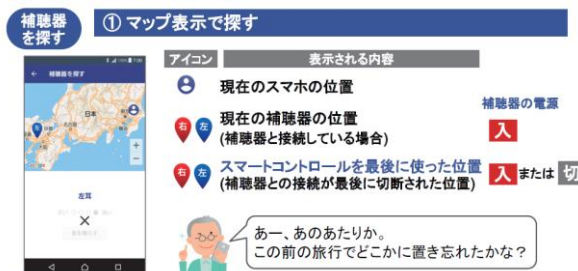 補聴器
を探す
① マップ表示で探す
← 補聴器を探す
日本
右
左
+
−
左耳
アイコン
表示される内容
現在のスマホの位置
補聴器の電源
右 左 現在の補聴器の位置
(補聴器と接続している場合)
入
右 左 スマートコントロールを最後に使った位置
(補聴器との接続が最後に切断された位置)
入 または 切
あー、あのあたりか。
この前の旅行でどこかに置き忘れたかな？